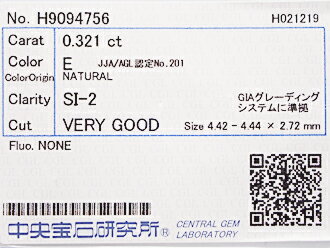 No. H9094756 H021219
Carat 0.321 ct
Color E JJA/AGL認定No.201
ColorOrigin NATURAL
Clarity SI-2 GIAグレーディング
システムに準拠
Cut VERY GOOD Size 4.42 - 4.44 × 2.72 mm
Fluo. NONE
中央宝石研究所® CENTRAL GEM
LABORATORY